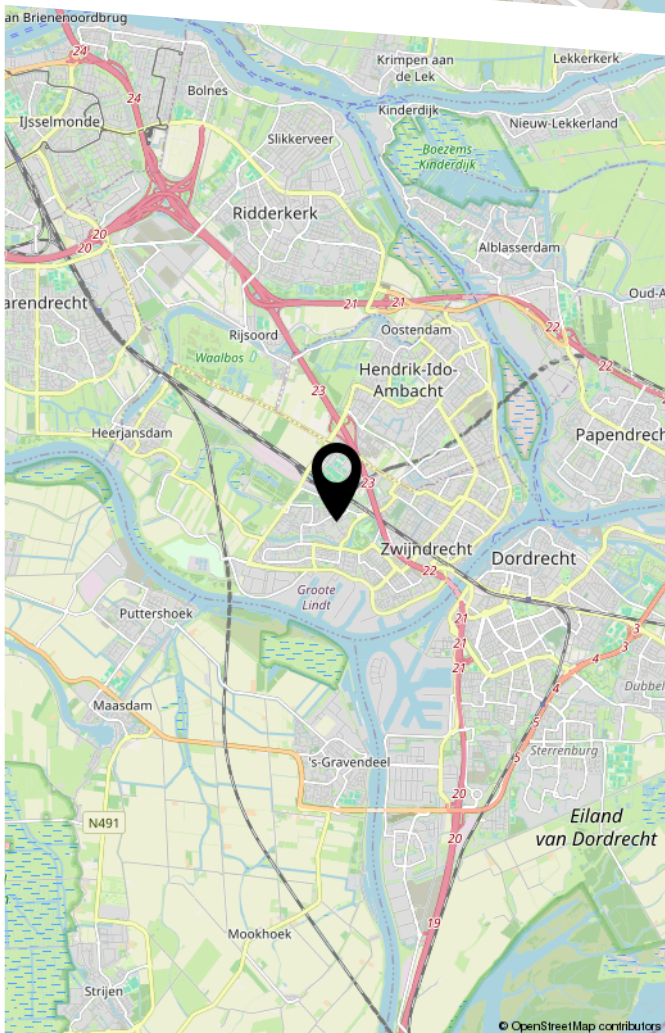 an Brienenoordbrug
24
Krimpen aan
de Lek
Lekkerkerk
24
Bolnes
Kinderdijk
IJsselmonde
Nieuw-Lekkerland
Slikkerveer
Boezems
Kinderdijk
Ridderkerk
20
20
Alblasserdam
Oud-A
arendrecht
21
21
Rijsoord
Oostendam
22
Waalbos
Hendrik-Ido-
Ambacht
22
23
Heerjansdam
Papendrech
23
Zwijndrecht
Dordrecht
22
Groote
Lindt
Puttershoek
21
21
21
3
3
4
4
Dubbel
Maasdam
5
Sterrenburg
5
's-Gravendeel
20
N491
20
Eiland
van Dordrecht
19
Mookhoek
Strijen
© OpenStreetMap contributors